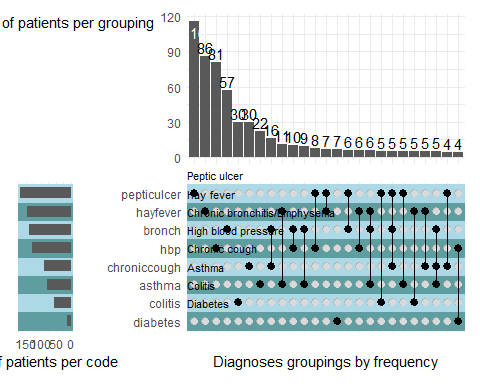 of patients per grouping
120
90
60
30
0
86
81
57
30
30
22
16
11
10
9
8
7
7
6
6
6
5
5
5
5
5
5
4
4
Peptic ulcer
pepticulcer
Hay fever
hayfever
Chronic bronchitis/Emphysema
bronch
High blood pressure
hbp
Chronic cough
chroniccough
Asthma
asthma
Colitis
colitis
Diabetes
diabetes
150
100
50
0
f patients per code
Diagnoses groupings by frequency